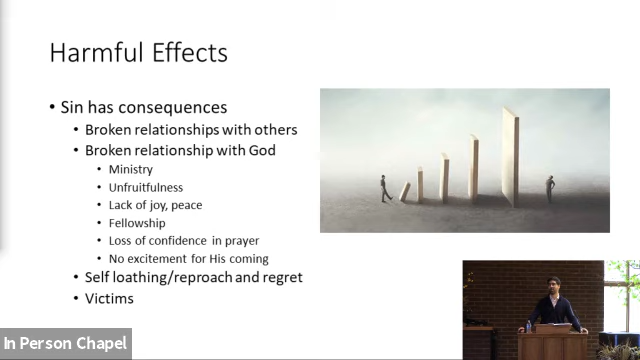 Harmful Effects
• Sin has consequences
• Broken relationships with others
• Broken relationship with God
• Ministry
• Unfruitfulness
• Lack of joy, peace
• Fellowship
• Loss of confidence in prayer
• No excitement for His coming
• Self loathing/reproach and regret
• Victims
In Person Chapel